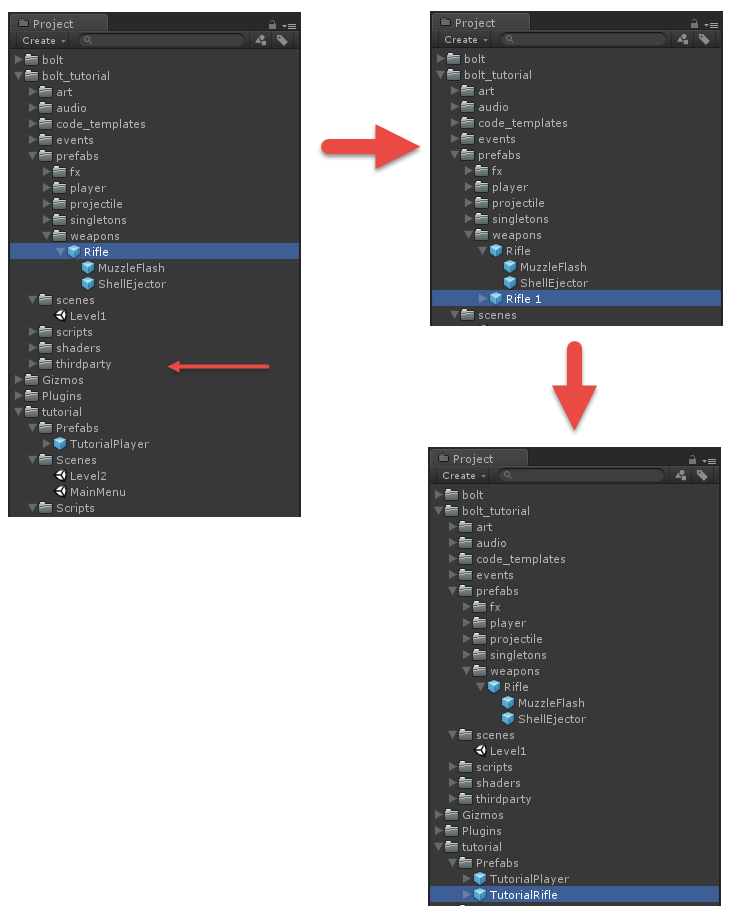 Project
Create
bolt
bolt_tutorial
art
audio
code_templates
events
prefabs
fx
player
projectile
singletons
weapons
Rifle
MuzzleFlash
ShellEjector
scenes
Level1
scripts
shaders
thirdparty
Gizmos
Plugins
tutorial
Prefabs
TutorialPlayer
Scenes
Level2
MainMenu
Scripts
Project
Create
bolt
bolt_tutorial
art
audio
code_templates
events
prefabs
fx
player
projectile
singletons
weapons
Rifle
MuzzleFlash
ShellEjector
Rifle 1
scenes
Project
Create
bolt
bolt_tutorial
art
audio
code_templates
events
prefabs
fx
player
projectile
singletons
weapons
Rifle
MuzzleFlash
ShellEjector
scenes
Level1
scripts
shaders
thirdparty
Gizmos
Plugins
tutorial
Prefabs
TutorialPlayer
TutorialRifle